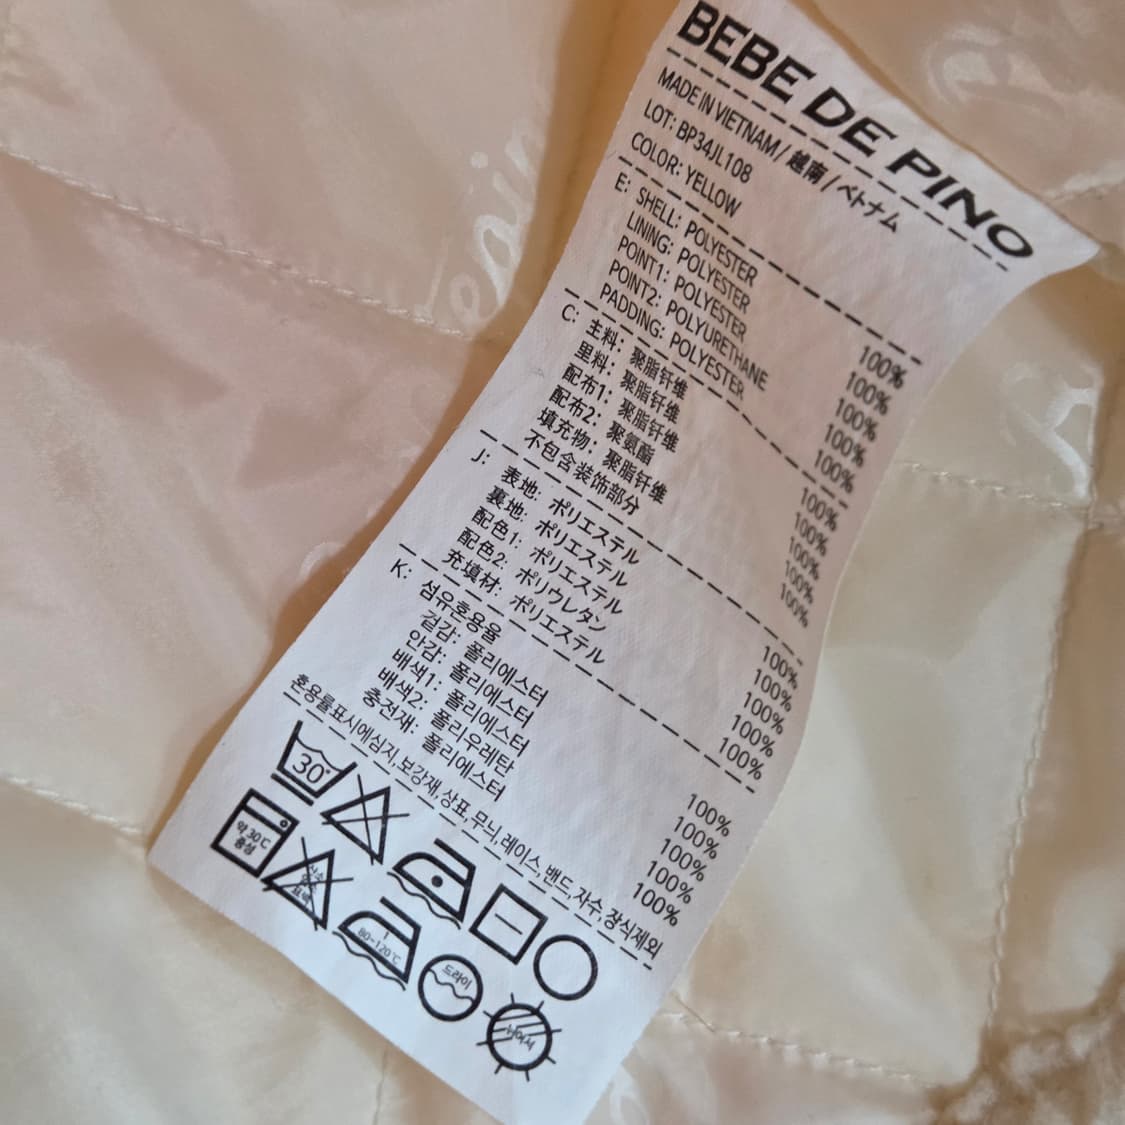 BEBE DE PINO
MADE IN VIETNAM/ 越南 / ベトナム
LOT: BP34JL108
COLOR: YELLOW
E: SHELL: POLYESTER 100%
LINING: POLYESTER 100%
POINT1: POLYESTER 100%
POINT2: POLYURETHANE 100%
PADDING: POLYESTER 100%
C: 主料: 聚脂钎维 100%
里料: 聚脂钎维 100%
配布1: 聚脂钎维 100%
配布2: 聚氨酯 100%
填充物: 聚脂钎维 100%
不包含装饰部分
J: 表地: ポリエステル 100%
裏地: ポリエステル 100%
配色1: ポリエステル 100%
配色2: ポリウレタン 100%
充填材: ポリエステル 100%
K: 섬유혼용율
겉감: 폴리에스터 100%
안감: 폴리에스터 100%
배색1: 폴리에스터 100%
배색2: 폴리우레탄 100%
충전재: 폴리에스터 100%
혼용률표시에심지,보강재,상표,무늬,레이스,밴드,자수,장식제외
30°
약 30℃
중성
표백
80~120℃
드라이